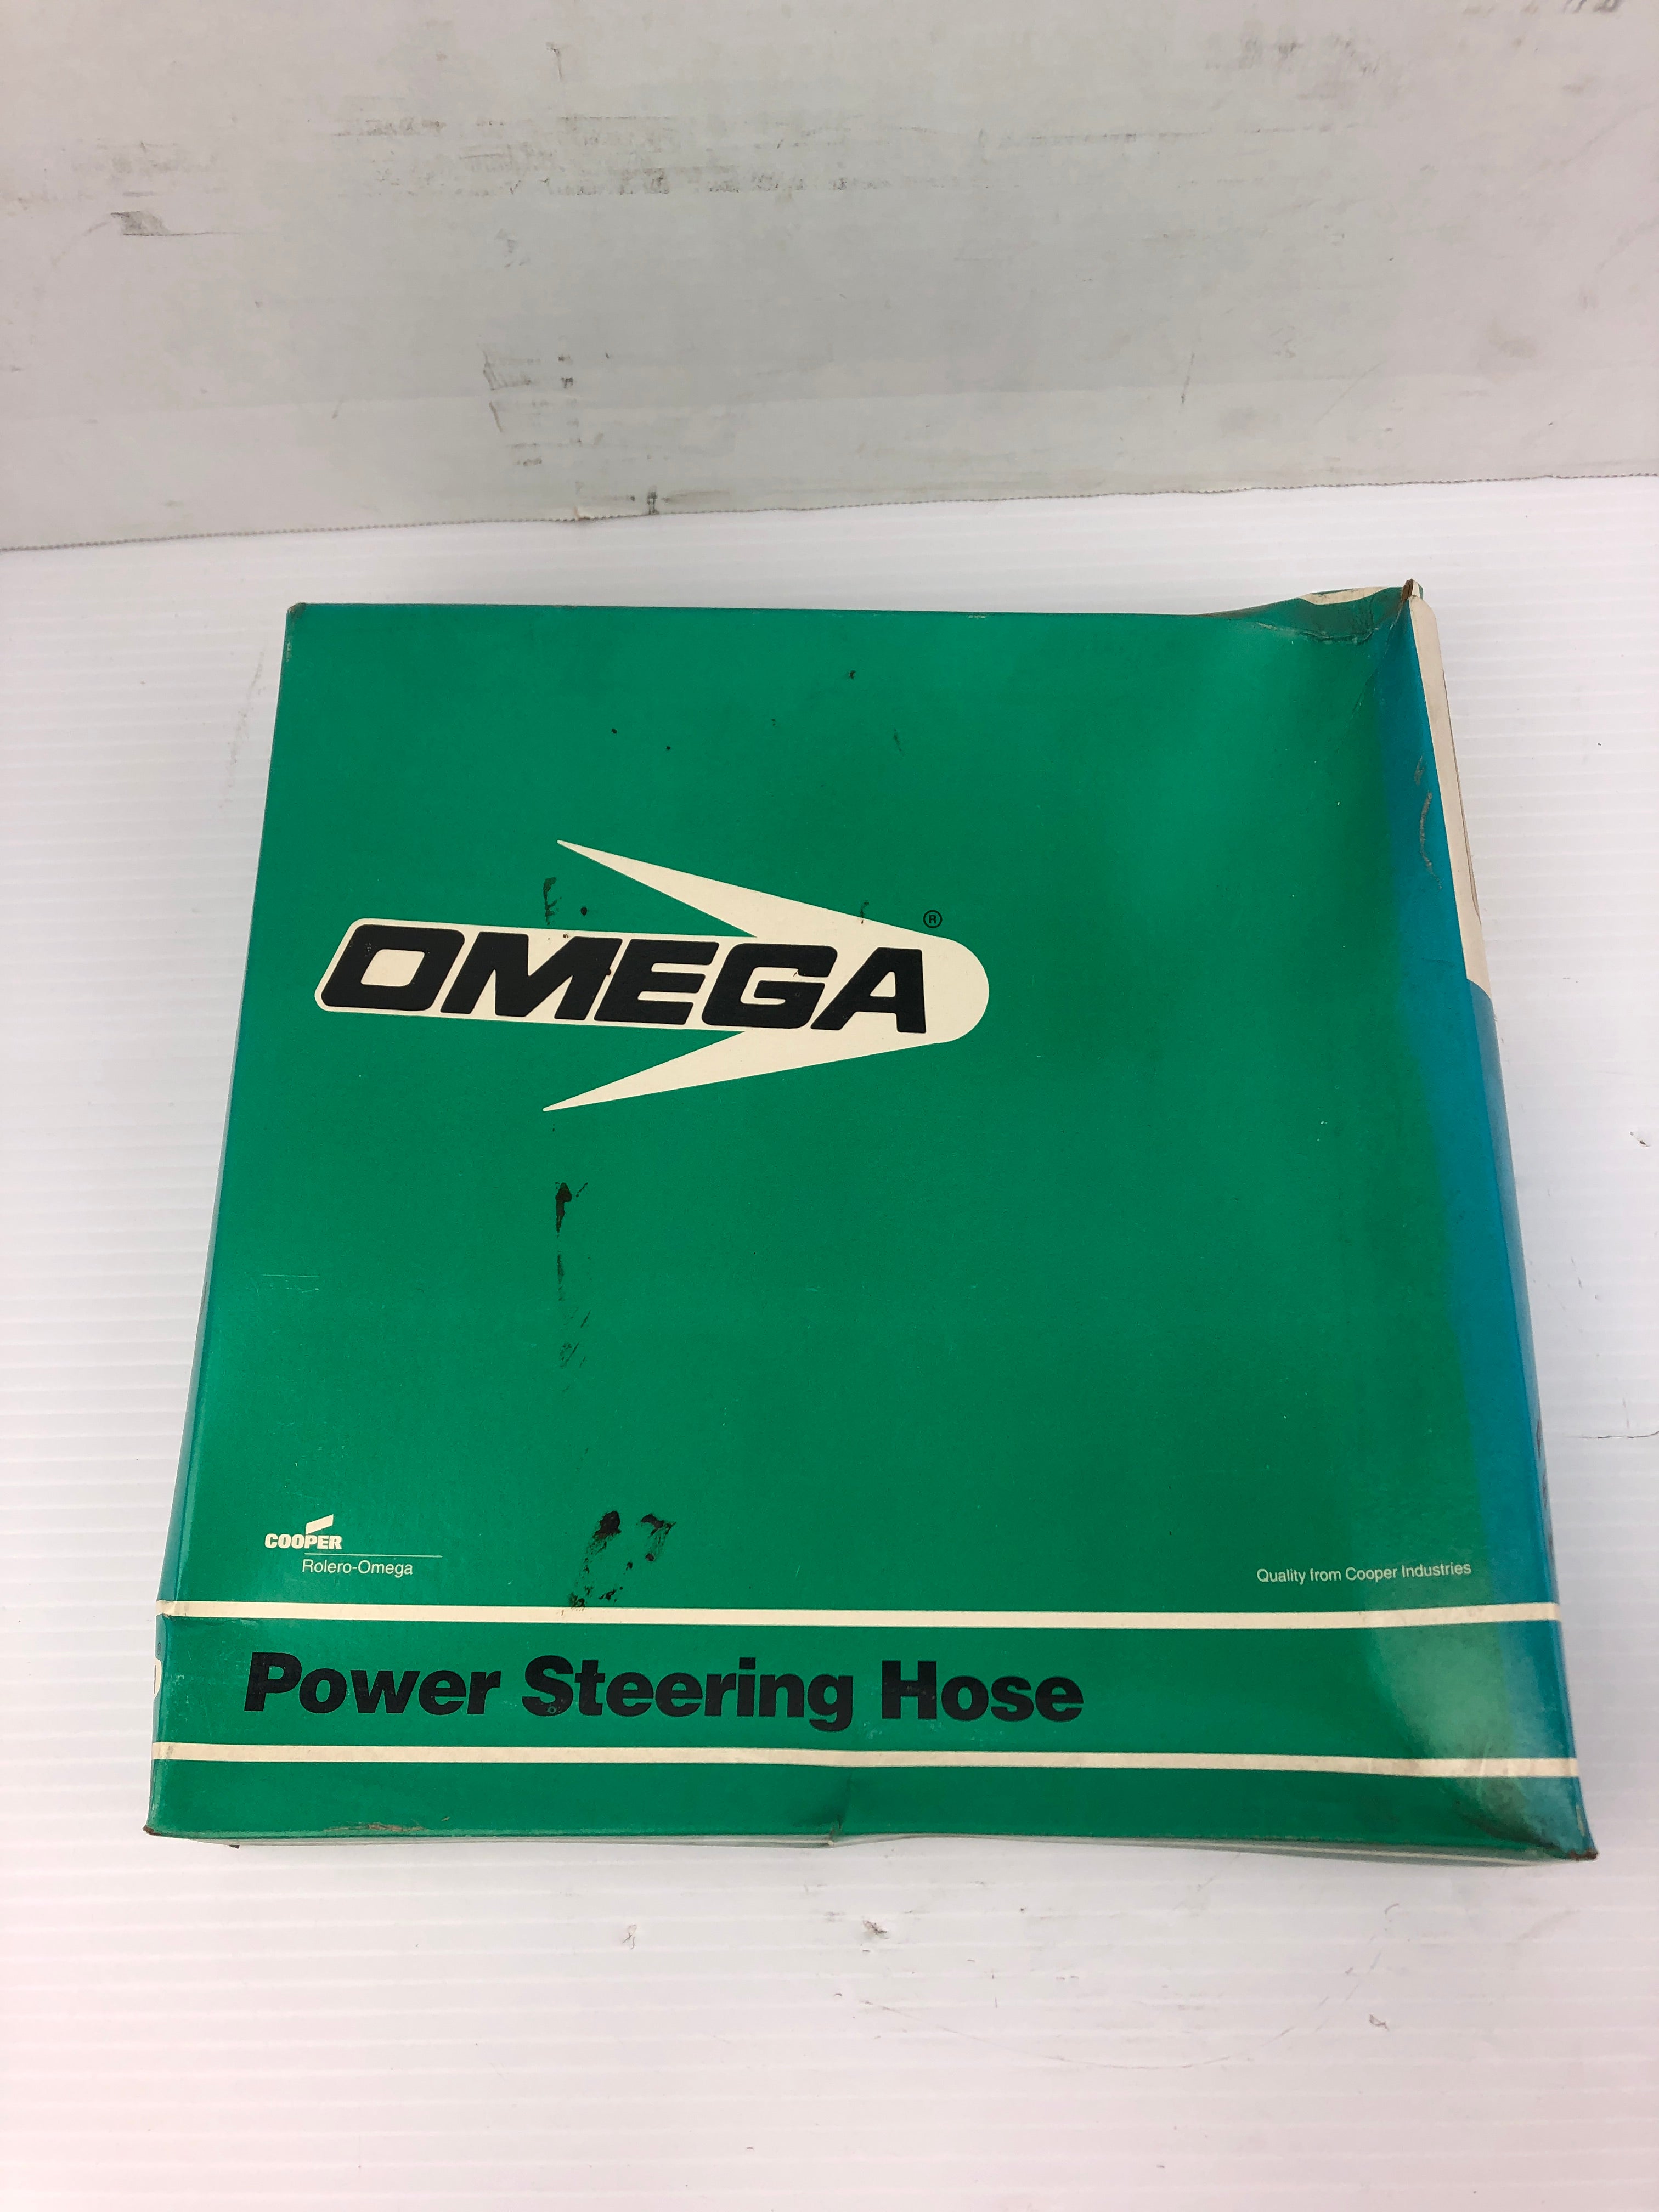 OMEGA ®
COOPER
Rolero-Omega
Quality from Cooper Industries
Power Steering Hose